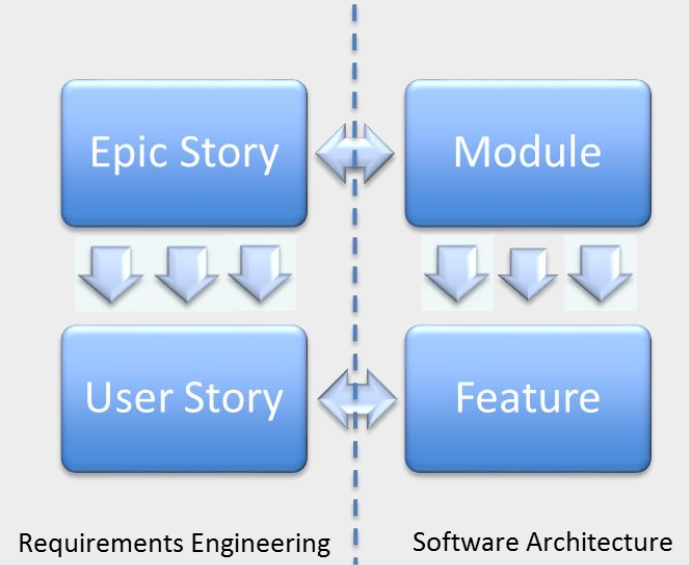 Epic Story
Module
User Story
Feature
Requirements Engineering
Software Architecture